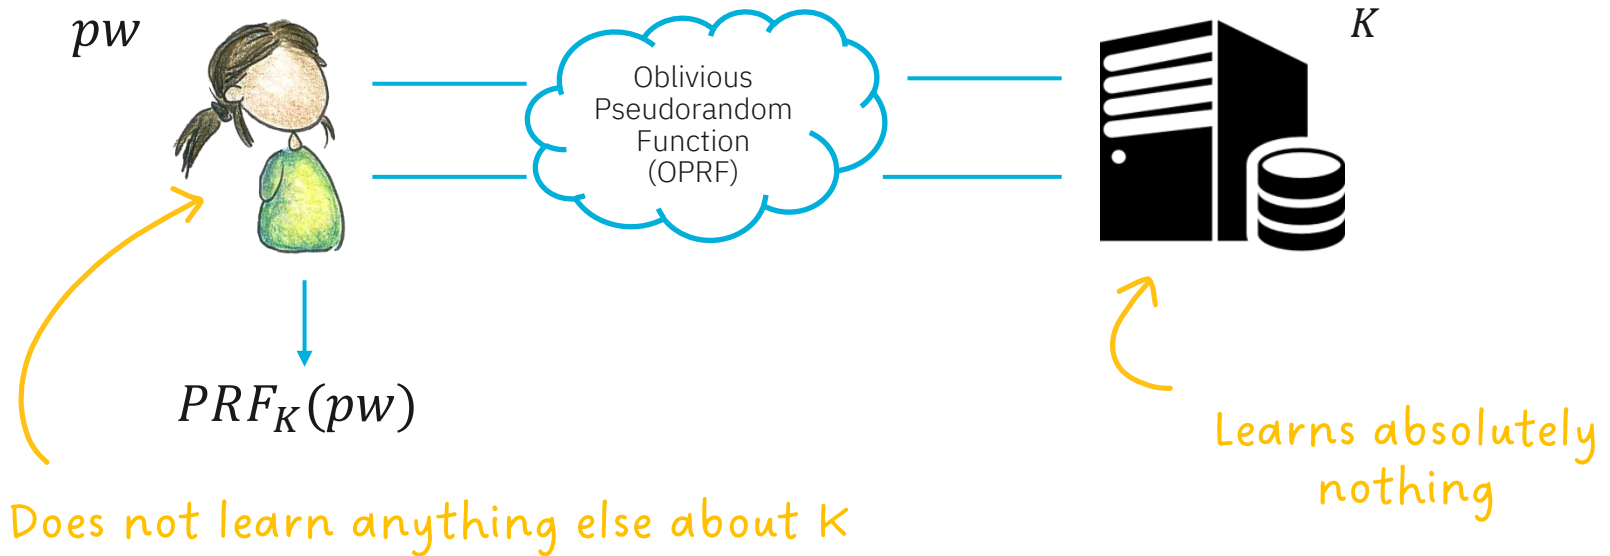 pw
K
Oblivious
Pseudorandom
Function
(OPRF)
PRF_K(pw)
Learns absolutely
nothing
Does not learn anything else about K